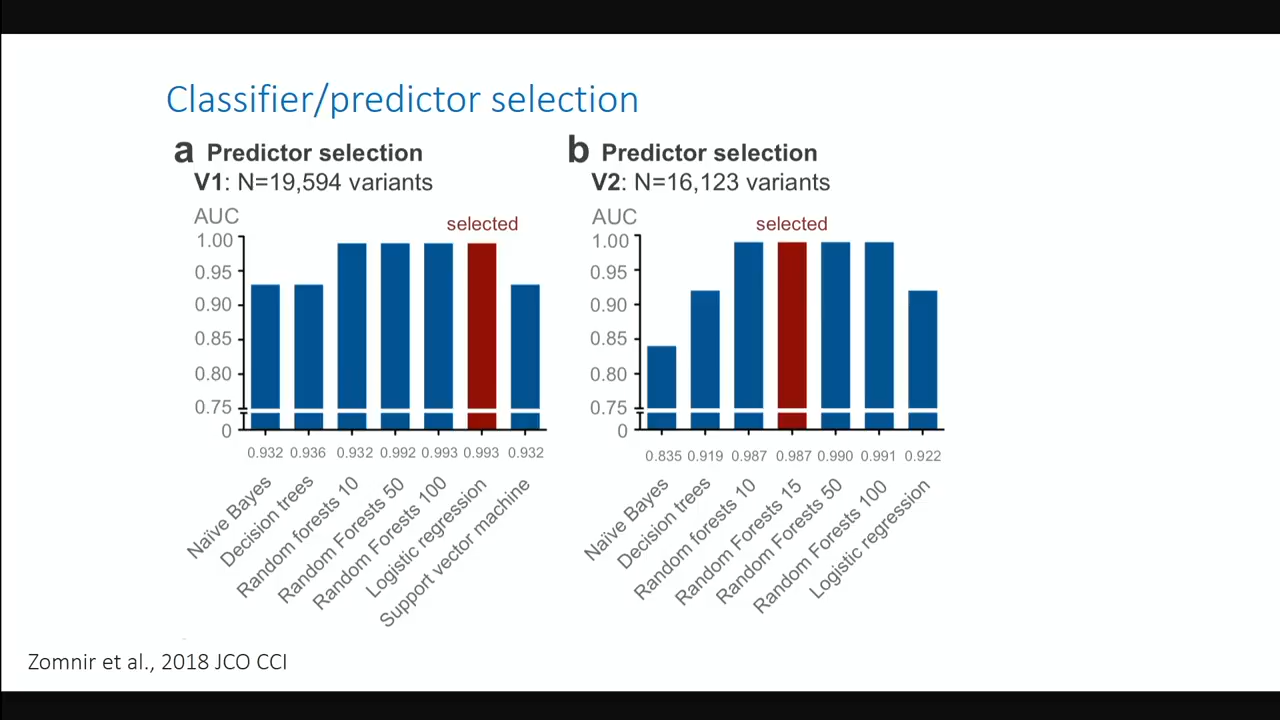 Classifier/predictor selection
a Predictor selection
V1: N=19,594 variants
AUC
selected
1.00
0.95
0.90
0.85
0.80
0.75
0
0.932 0.936 0.932 0.992 0.993 0.993 0.932
Naïve Bayes
Decision trees
Random forests 10
Random Forests 50
Random Forests 100
Logistic regression
Support vector machine
b Predictor selection
V2: N=16,123 variants
AUC
selected
1.00
0.95
0.90
0.85
0.80
0.75
0
0.835 0.919 0.987 0.987 0.990 0.991 0.922
Naïve Bayes
Decision trees
Random forests 10
Random Forests 15
Random Forests 50
Random Forests 100
Logistic regression
Zomnir et al., 2018 JCO CCI